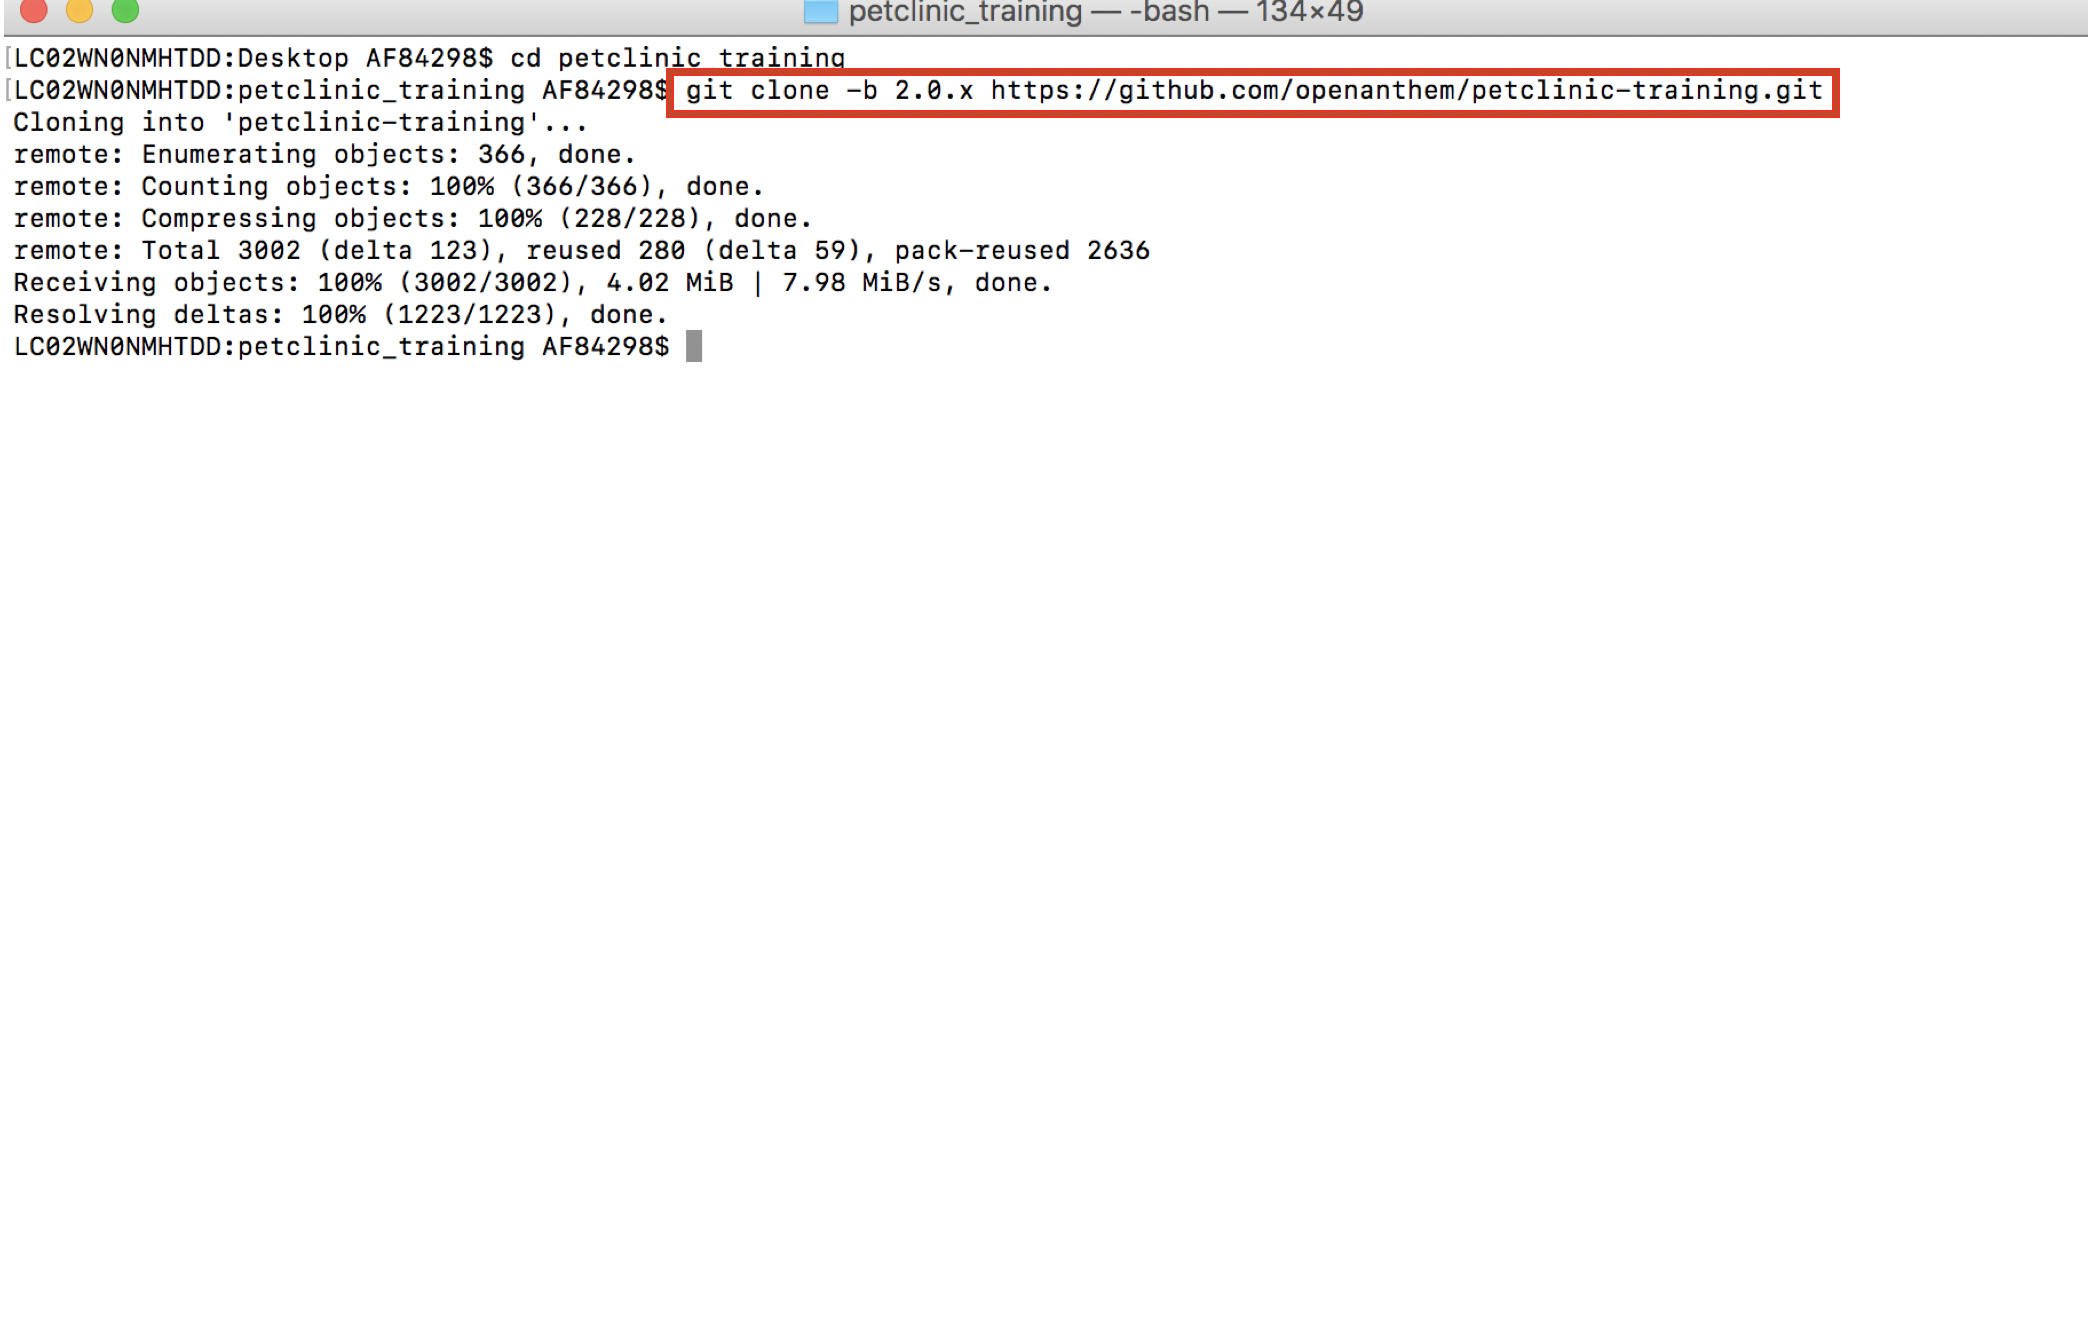 petclinic_training — -bash — 134×49
[LC02WN0NMHTDD:Desktop AF84298$ cd petclinic_training
[LC02WN0NMHTDD:petclinic_training AF84298$ git clone -b 2.0.x https://github.com/openanthem/petclinic-training.git
Cloning into 'petclinic-training'...
remote: Enumerating objects: 366, done.
remote: Counting objects: 100% (366/366), done.
remote: Compressing objects: 100% (228/228), done.
remote: Total 3002 (delta 123), reused 280 (delta 59), pack-reused 2636
Receiving objects: 100% (3002/3002), 4.02 MiB | 7.98 MiB/s, done.
Resolving deltas: 100% (1223/1223), done.
LC02WN0NMHTDD:petclinic_training AF84298$